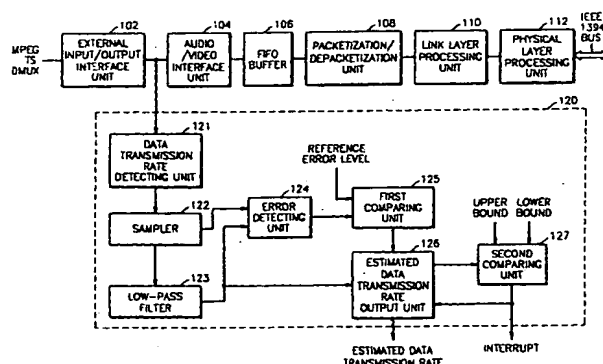 102
EXTERNAL
INPUT/OUTPUT
INTERFACE
UNIT
104
AUDIO
/VIDEO
INTERFACE
UNIT
106
FIFO
BUFFER
108
PACKETIZATION/
DEPACKETIZATION
UNIT
110
LINK LAYER
PROCESSING
UNIT
112
PHYSICAL
LAYER
PROCESSING
UNIT
IEEE
1394
BUS
MPEG
TS
DMUX
120
121
DATA
TRANSMISSION
RATE
DETECTING UNIT
122
SAMPLER
123
LOW-PASS
FILTER
124
ERROR
DETECTING
UNIT
REFERENCE
ERROR LEVEL
125
FIRST
COMPARING
UNIT
126
ESTIMATED
DATA
TRANSMISSION
RATE
OUTPUT UNIT
UPPER
BOUND
LOWER
BOUND
127
SECOND
COMPARING
UNIT
ESTIMATED DATA
TRANSMISSION RATE
INTERRUPT